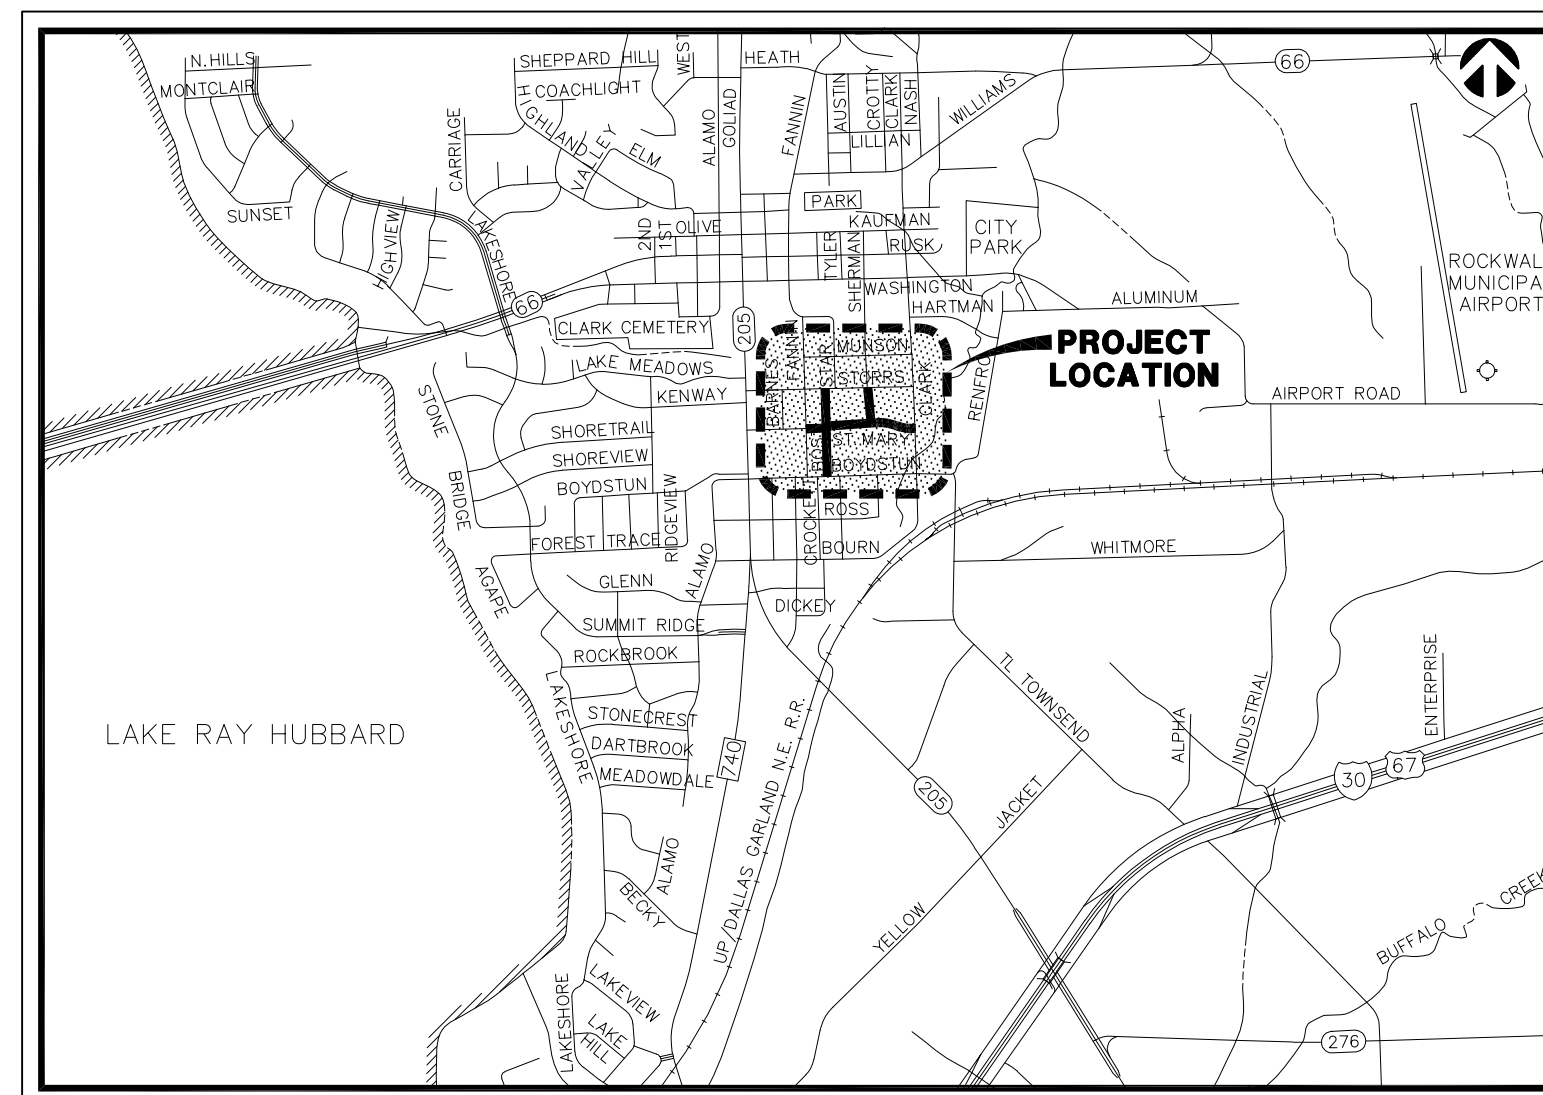 N.HILLS
MONTCLAIR
SUNSET
HIGHVIEW
CARRIAGE
LAKESHORE
SHEPPARD HILL
COACHLIGHT
HIGHLAND
VALLEY
ELM
WEST
ALAMO
GOLIAD
HEATH
FANNIN
AUSTIN
CROTTY
CLARK
NASH
LILLIAN
WILLIAMS
66
PARK
KAUFMAN
RUSK
2ND
1ST
OLIVE
TYLER
SHERMAN
CITY
PARK
WASHINGTON
HARTMAN
ALUMINUM
ROCKWAL
MUNICIPA
AIRPORT
66
205
CLARK CEMETERY
LAKE MEADOWS
KENWAY
BARNES
FANNIN
STAR
MUNSON
STORRS
CLARK
RENFRO
PROJECT
LOCATION
AIRPORT ROAD
STONE
BRIDGE
SHORETRAIL
SHOREVIEW
BOYDSTUN
RIDGEVIEW
ST. MARY
BOYDSTUN
ROSS
CROCKETT
BOURN
FOREST TRACE
WHITMORE
AGAPE
GLENN
ALAMO
DICKEY
SUMMIT RIDGE
ROCKBROOK
LAKESHORE
STONECREST
DARTBROOK
MEADOWDALE
LAKE RAY HUBBARD
740
UP/DALLAS GARLAND N.E. R.R.
TL TOWNSEND
ALPHA
INDUSTRIAL
ENTERPRISE
30
67
205
JACKET
YELLOW
ALAMO
BECKY
BUFFALO
CREEK
LAKESHORE
LAKEVIEW
LAKE
HILL
276